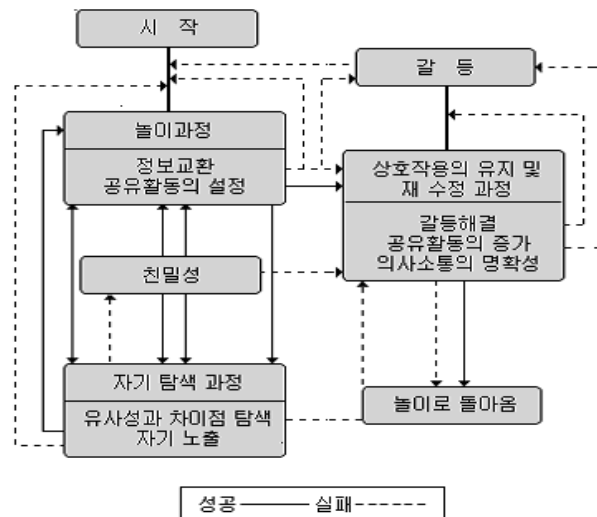 시 작
갈 등
놀이과정
정보교환
공유활동의 설정
상호작용의 유지 및
재 수정 과정
갈등해결
공유활동의 증가
의사소통의 명확성
친밀성
자기 탐색 과정
유사성과 차이점 탐색
자기 노출
놀이로 돌아옴
성공 실패